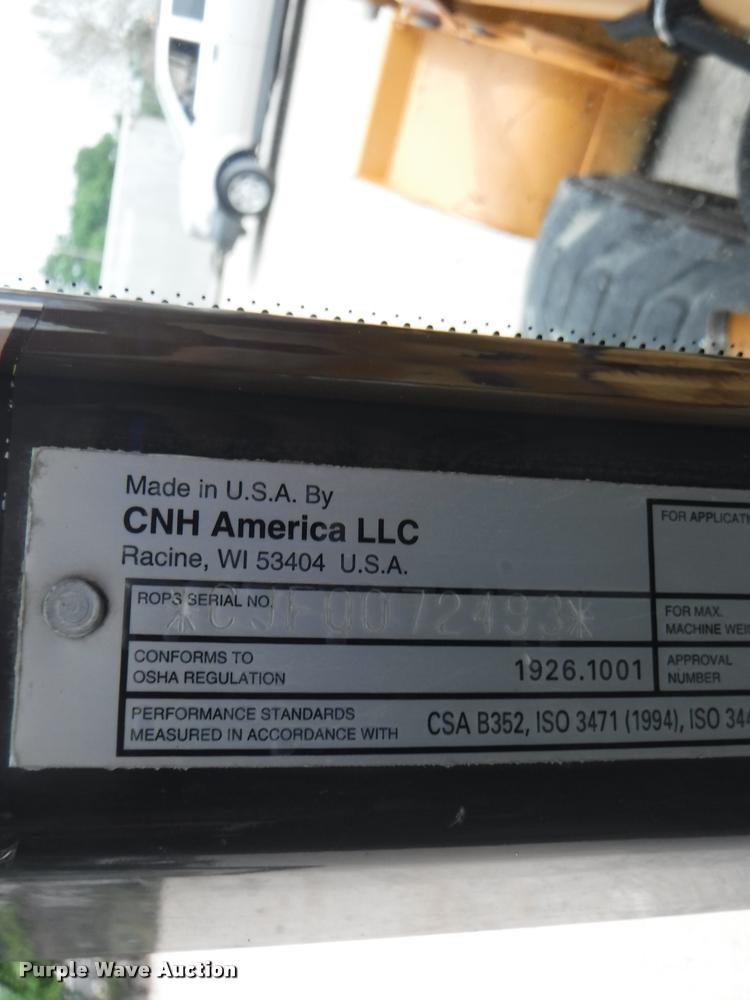 Made in U.S.A. By
CNH America LLC
Racine, WI 53404 U.S.A.
ROPS SERIAL NO.
*CJF0072493*
CONFORMS TO
OSHA REGULATION
1926.1001
PERFORMANCE STANDARDS
MEASURED IN ACCORDANCE WITH
CSA B352, ISO 3471 (1994), ISO 344
FOR APPLICATI
FOR MAX.
MACHINE WEI
APPROVAL
NUMBER
Purple Wave Auction